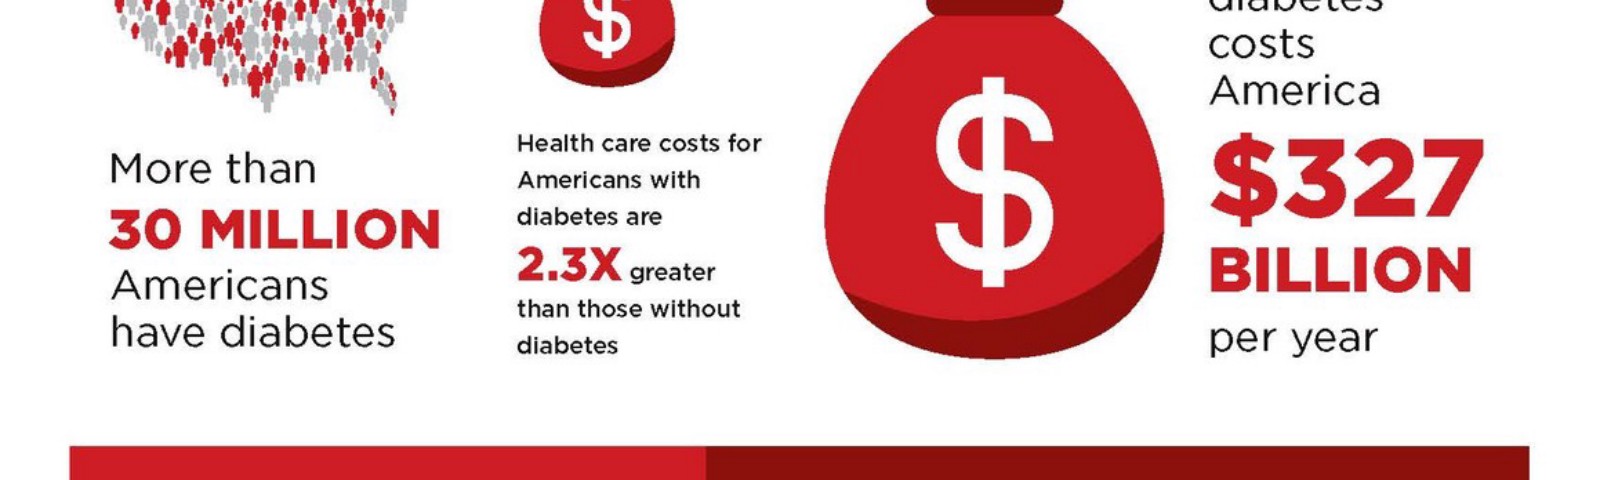 $
$
More than
30 MILLION
Americans
have diabetes
Health care costs for
Americans with
diabetes are
2.3X greater
than those without
diabetes
diabetes
costs
America
$327
BILLION
per year